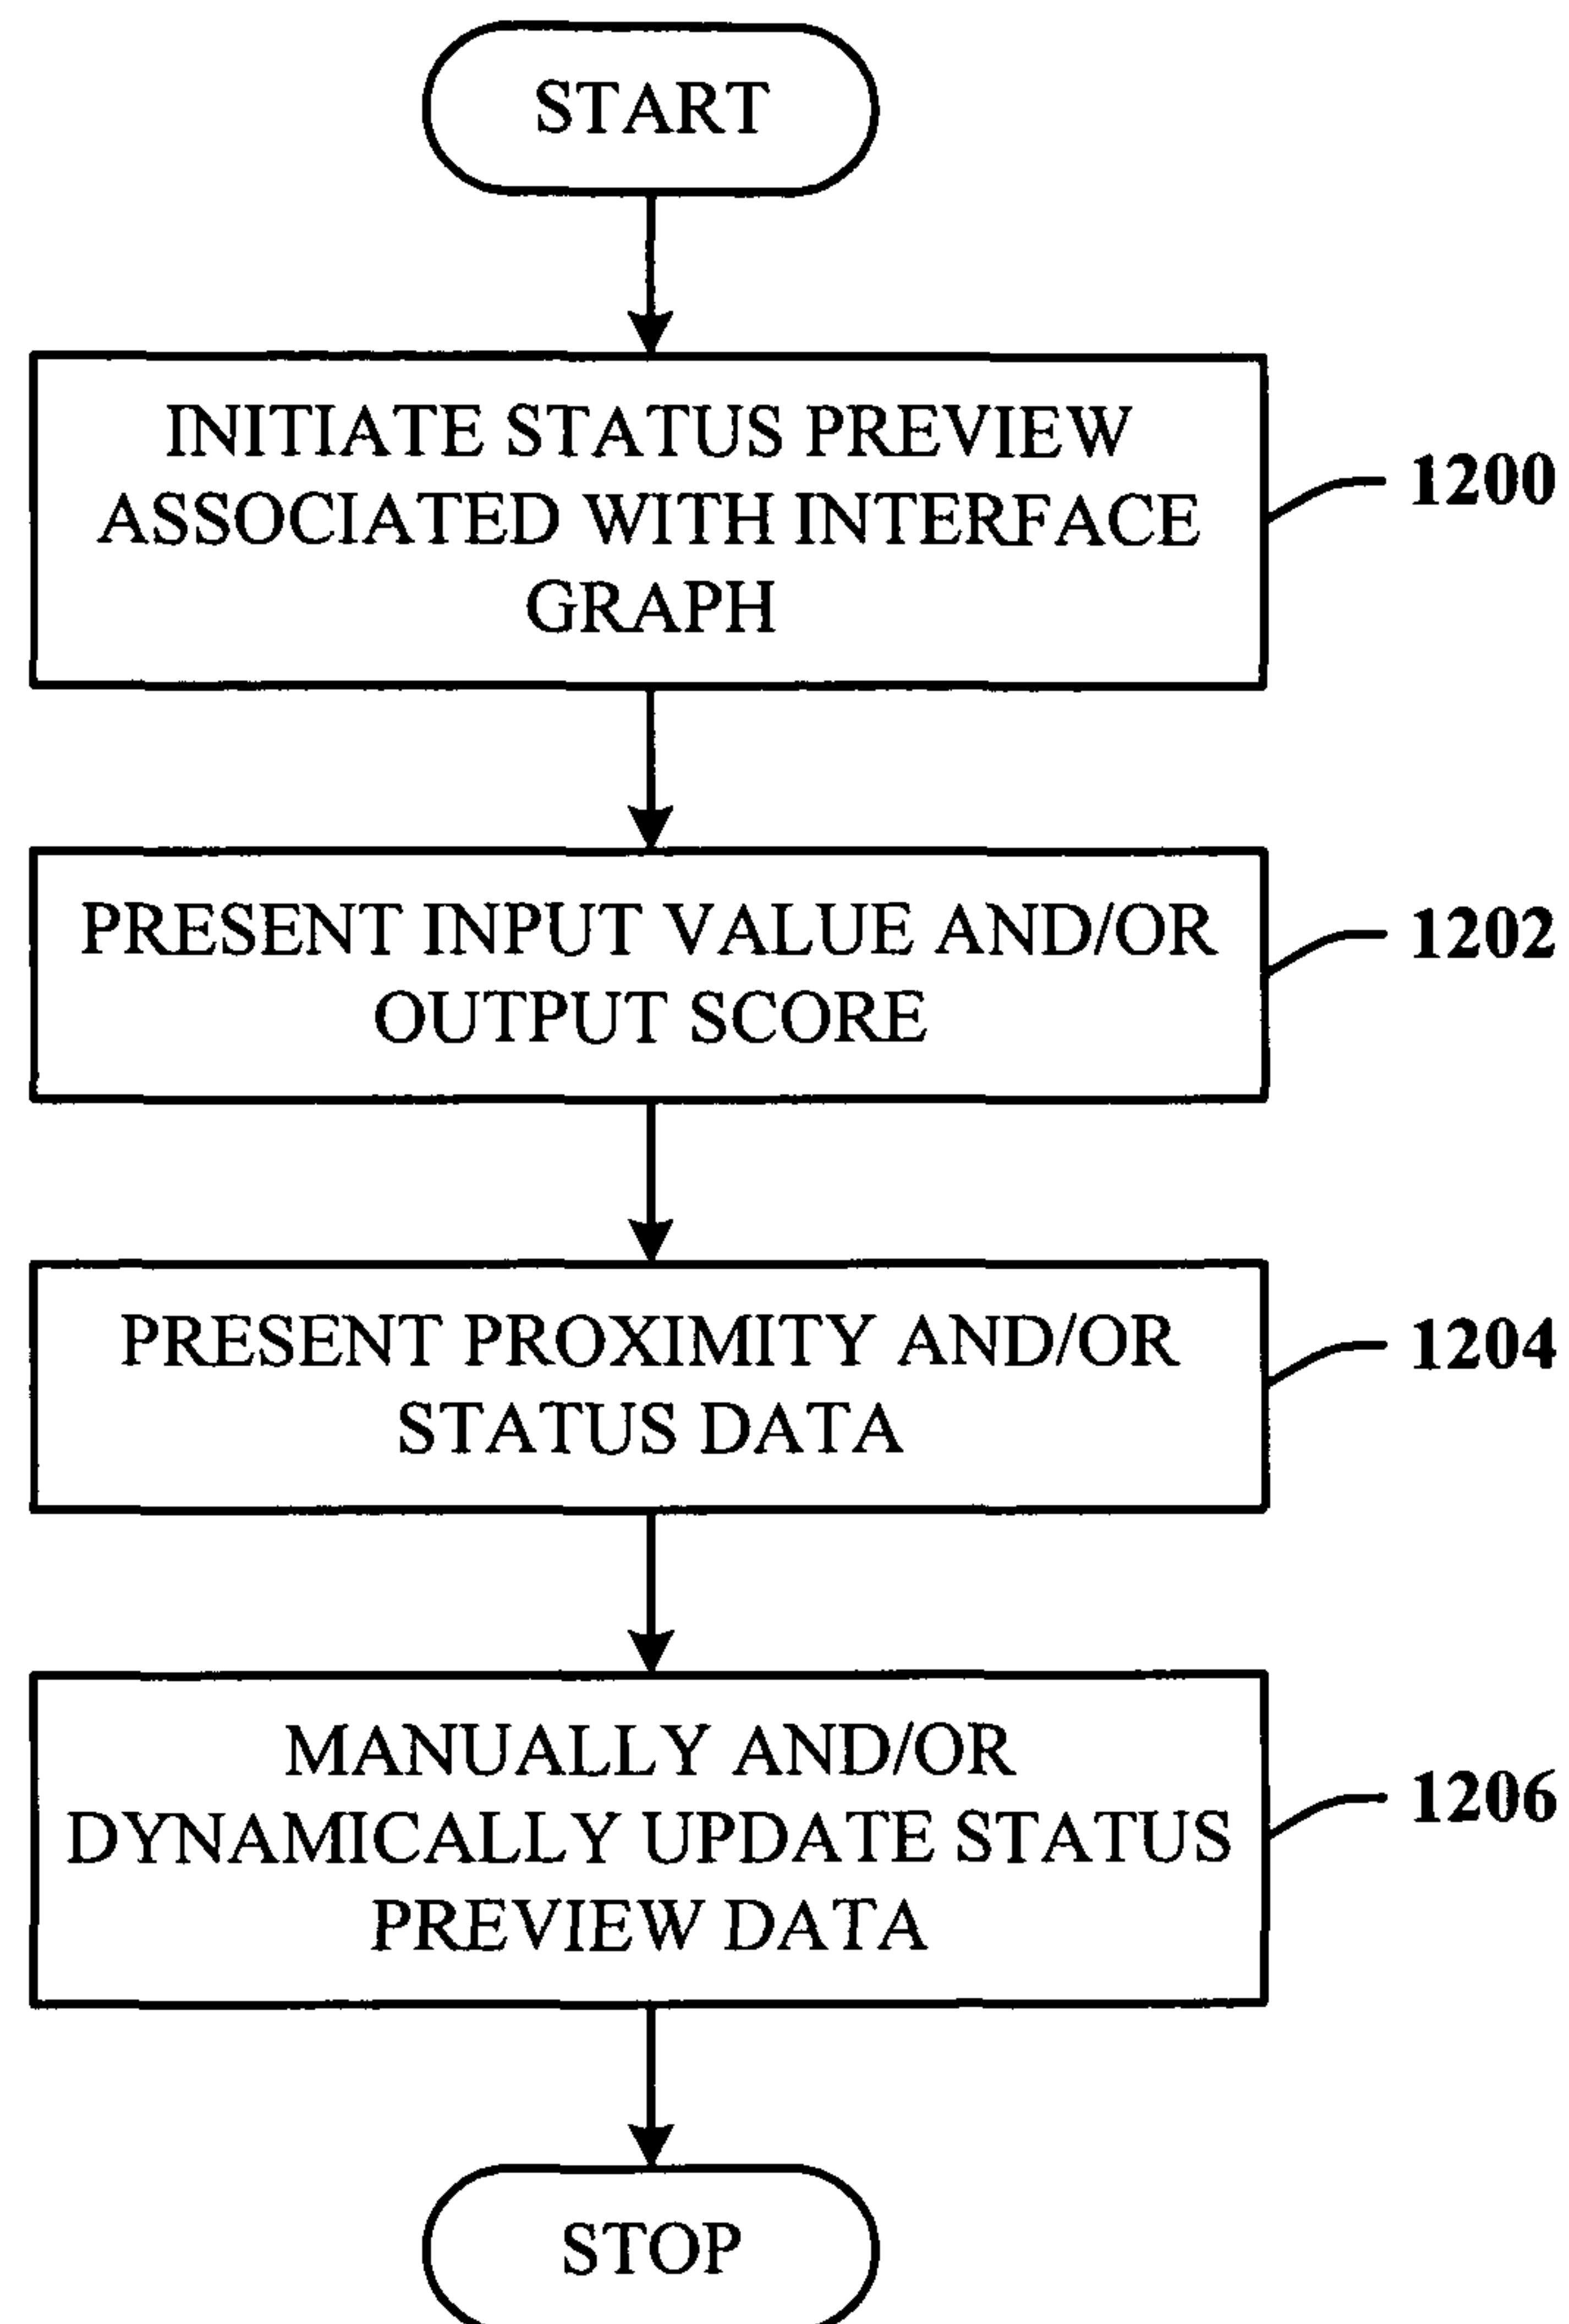 START
INITIATE STATUS PREVIEW
ASSOCIATED WITH INTERFACE
GRAPH
1200
PRESENT INPUT VALUE AND/OR
OUTPUT SCORE
1202
PRESENT PROXIMITY AND/OR
STATUS DATA
1204
MANUALLY AND/OR
DYNAMICALLY UPDATE STATUS
PREVIEW DATA
1206
STOP